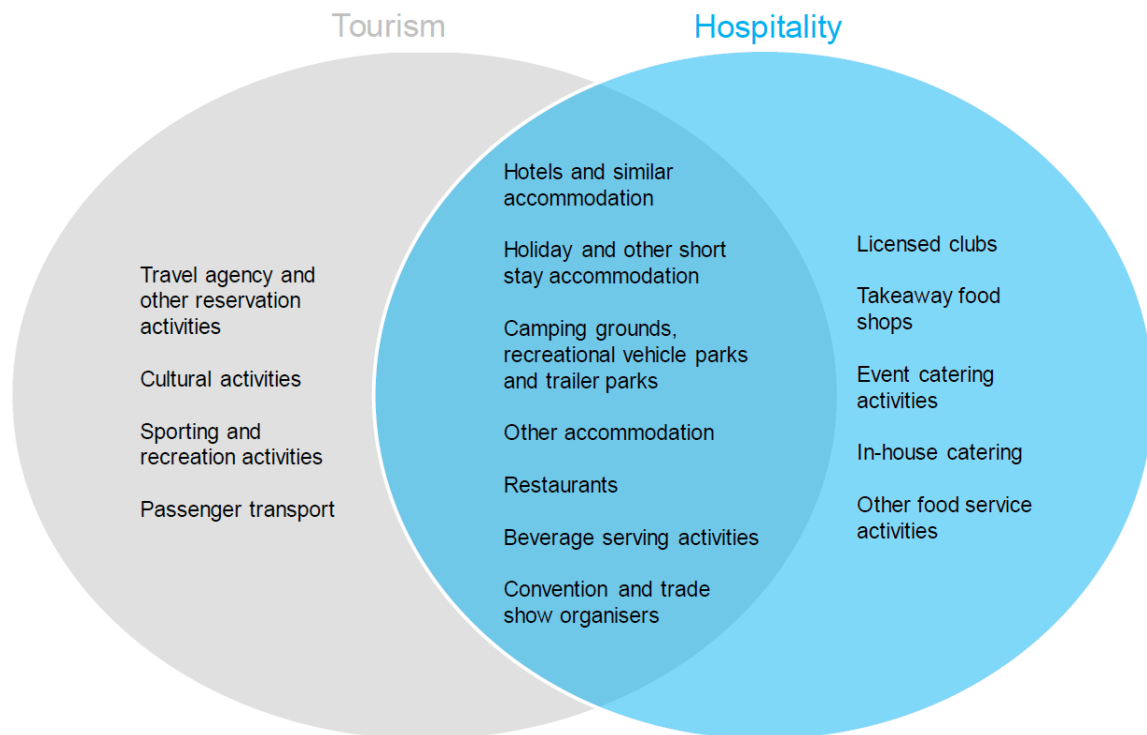 Tourism
Hospitality
Travel agency and
other reservation
activities
Cultural activities
Sporting and
recreation activities
Passenger transport
Hotels and similar
accommodation
Holiday and other short
stay accommodation
Camping grounds,
recreational vehicle parks
and trailer parks
Other accommodation
Restaurants
Beverage serving activities
Convention and trade
show organisers
Licensed clubs
Takeaway food
shops
Event catering
activities
In-house catering
Other food service
activities